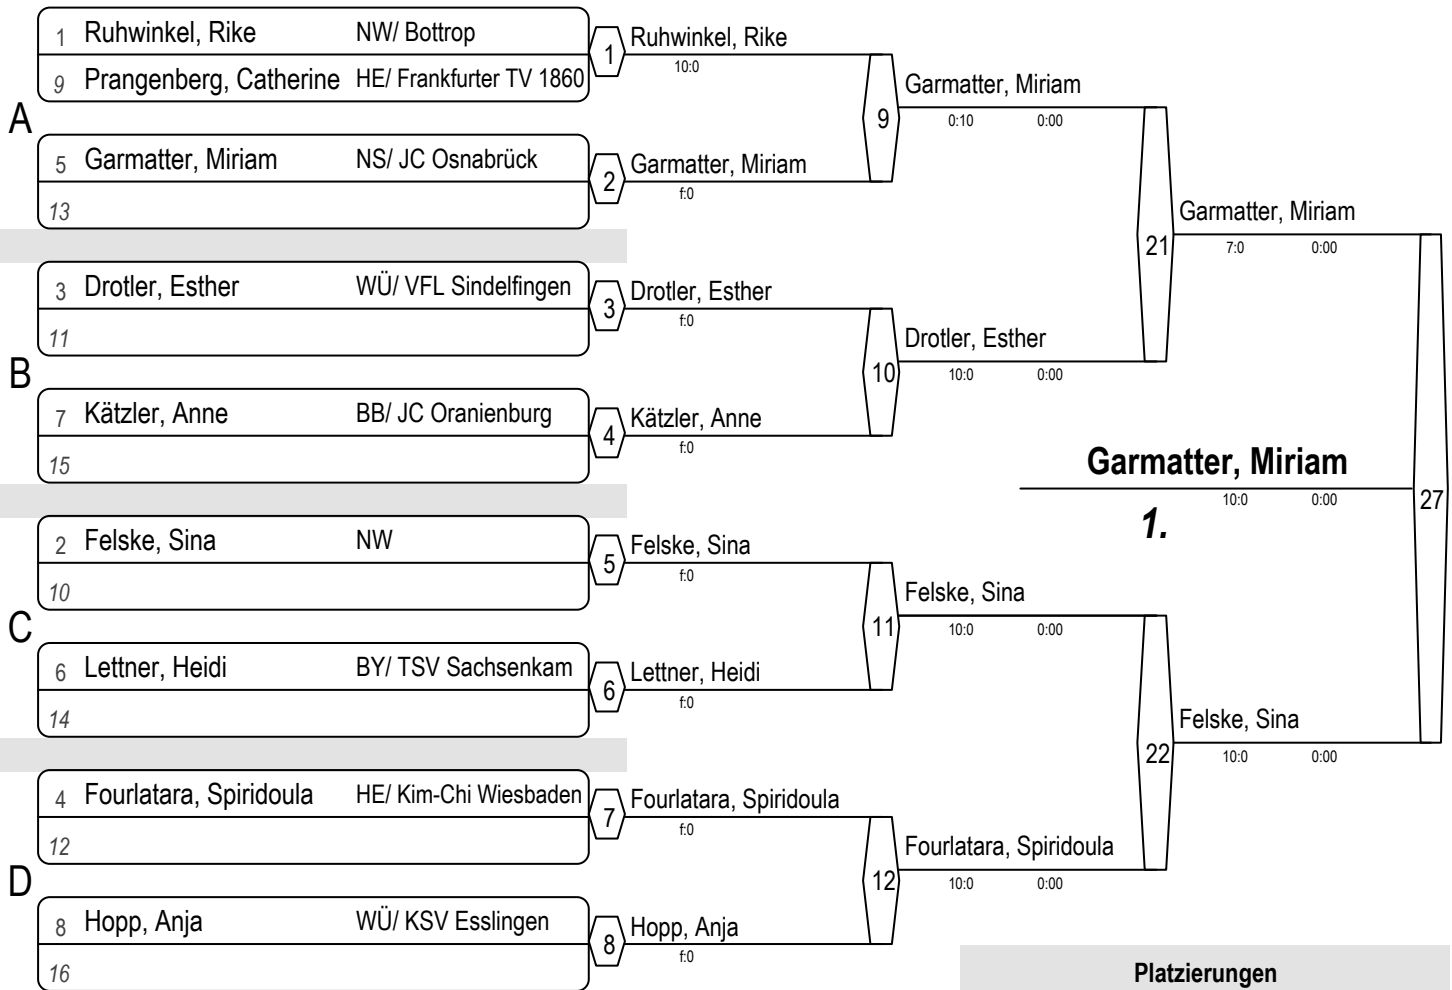 1 Ruhwinkel, Rike NW/ Bottrop
9 Prangenberg, Catherine HE/ Frankfurter TV 1860
A
5 Garmatter, Miriam NS/ JC Osnabrück
13
3 Drotler, Esther WÜ/ VFL Sindelfingen
11
B
7 Kätzler, Anne BB/ JC Oranienburg
15
2 Felske, Sina NW
10
C
6 Lettner, Heidi BY/ TSV Sachsenkam
14
4 Fourlatara, Spiridoula HE/ Kim-Chi Wiesbaden
12
D
8 Hopp, Anja WÜ/ KSV Esslingen
16
1 Ruhwinkel, Rike
10:0
2 Garmatter, Miriam
f:0
3 Drotler, Esther
f:0
4 Kätzler, Anne
f:0
5 Felske, Sina
f:0
6 Lettner, Heidi
f:0
7 Fourlatara, Spiridoula
f:0
8 Hopp, Anja
f:0
9 Garmatter, Miriam
0:10 0:00
10 Drotler, Esther
10:0 0:00
11 Felske, Sina
10:0 0:00
12 Fourlatara, Spiridoula
10:0 0:00
21 Garmatter, Miriam
7:0 0:00
22 Felske, Sina
10:0 0:00
Garmatter, Miriam
27
10:0 0:00
1.
Platzierungen